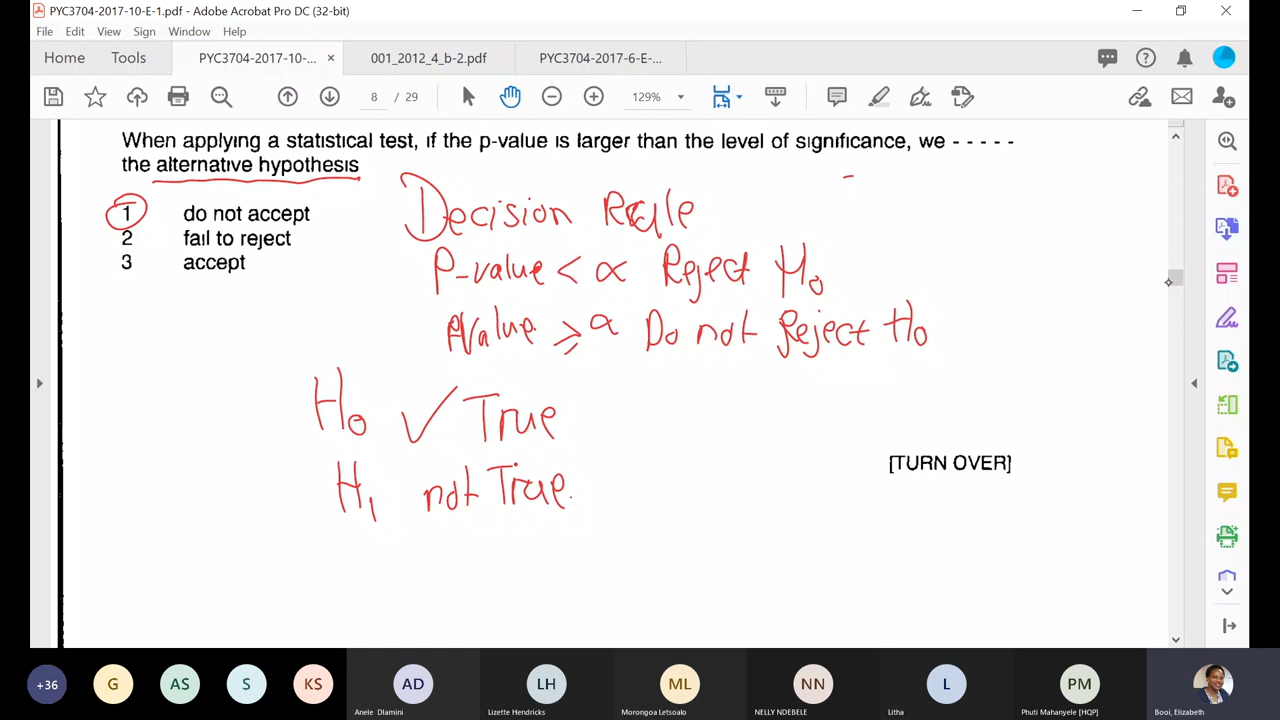 PYC3704-2017-10-E-1.pdf - Adobe Acrobat Pro DC (32-bit)
File Edit View Sign Window Help
Home Tools PYC3704-2017-10-... × 001_2012_4_b-2.pdf PYC3704-2017-6-E-...
8 / 29 129%
When applying a statistical test, if the p-value is larger than the level of significance, we - - - - -
the alternative hypothesis
1 do not accept
2 fail to reject
3 accept
Decision Rule
P-value < α Reject H0
PValue ⩾ α Do not Reject H0
H0 ✓ True
H1 not True.
[TURN OVER]
+36 G AS S KS AD LH ML NN L PM
Anele Dlamini Lizette Hendricks Morongoa Letsoalo NELLY NDEBELE Litha Phuti Mahanyele [HQP] Booi, Elizabeth